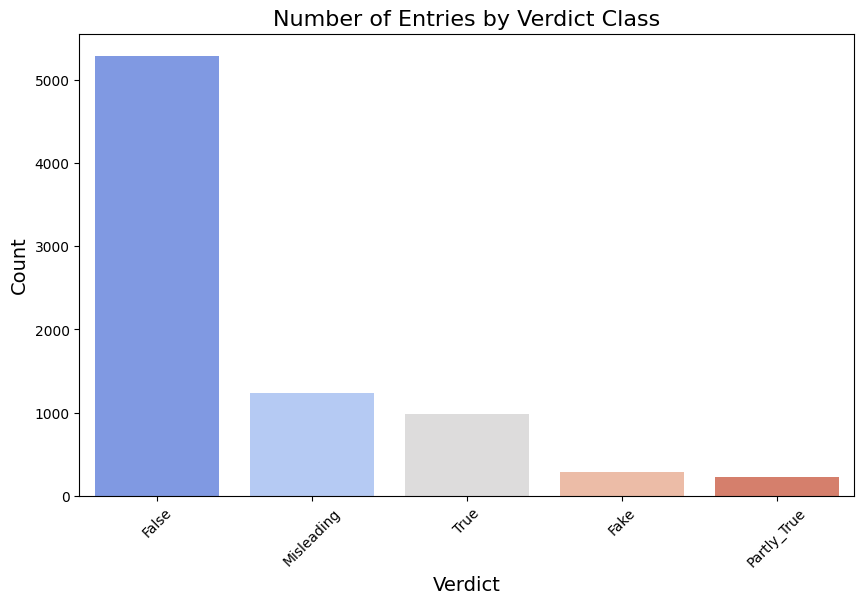 Number of Entries by Verdict Class
5000
4000
3000
2000
1000
0
Count
False
Misleading
True
Fake
Partly_True
Verdict